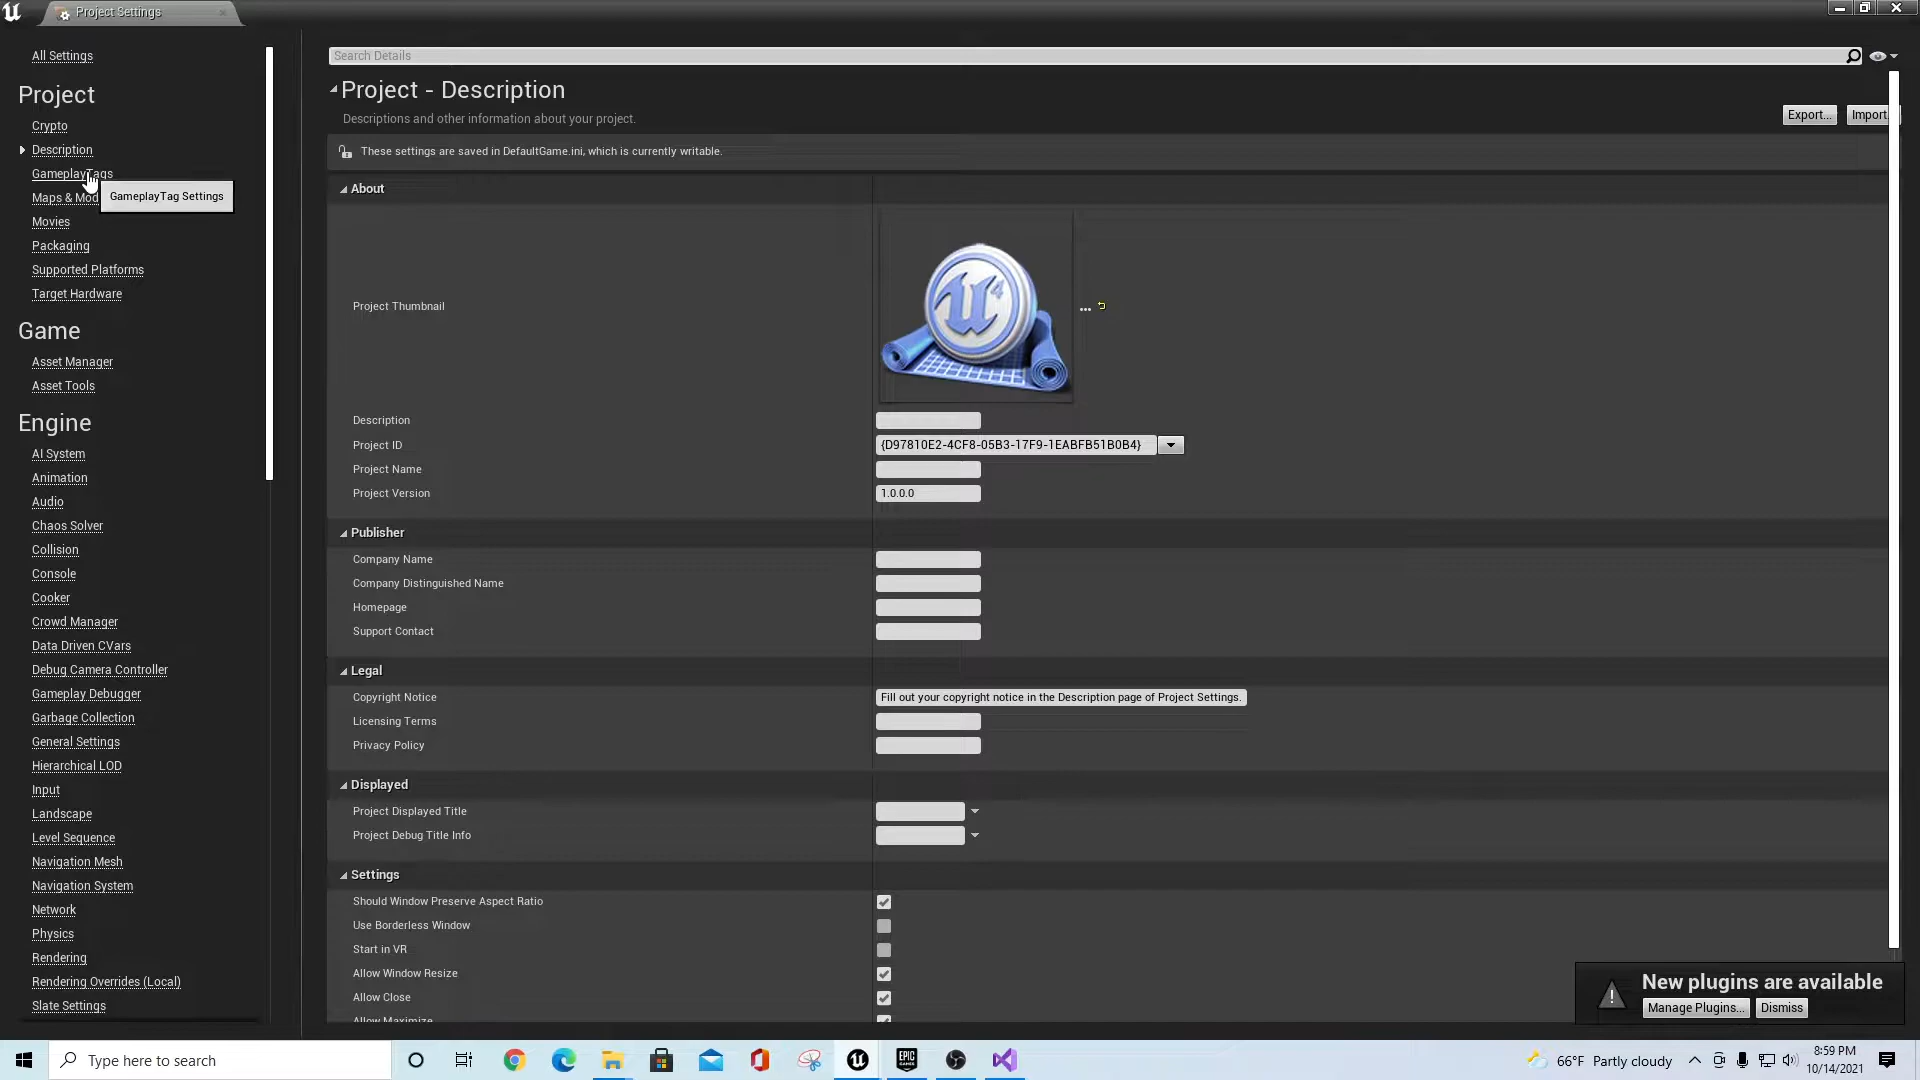 Project Settings
All Settings
Project
Crypto
Description
GameplayTags
Maps & Mod
GameplayTag Settings
Movies
Packaging
Supported Platforms
Target Hardware
Game
Asset Manager
Asset Tools
Engine
AI System
Animation
Audio
Chaos Solver
Collision
Console
Cooker
Crowd Manager
Data Driven CVars
Debug Camera Controller
Gameplay Debugger
Garbage Collection
General Settings
Hierarchical LOD
Input
Landscape
Level Sequence
Navigation Mesh
Navigation System
Network
Physics
Rendering
Rendering Overrides (Local)
Slate Settings
Search Details
Project - Description
Descriptions and other information about your project.
Export...
Import
These settings are saved in DefaultGame.ini, which is currently writable.
About
Project Thumbnail
Description
Project ID
{D97810E2-4CF8-05B3-17F9-1EABFB51B0B4}
Project Name
Project Version
1.0.0.0
Publisher
Company Name
Company Distinguished Name
Homepage
Support Contact
Legal
Copyright Notice
Fill out your copyright notice in the Description page of Project Settings.
Licensing Terms
Privacy Policy
Displayed
Project Displayed Title
Project Debug Title Info
Settings
Should Window Preserve Aspect Ratio
Use Borderless Window
Start in VR
Allow Window Resize
Allow Close
Allow Maximize
New plugins are available
Manage Plugins...
Dismiss
Type here to search
EPIC GAMES
66°F Partly cloudy
8:59 PM
10/14/2021